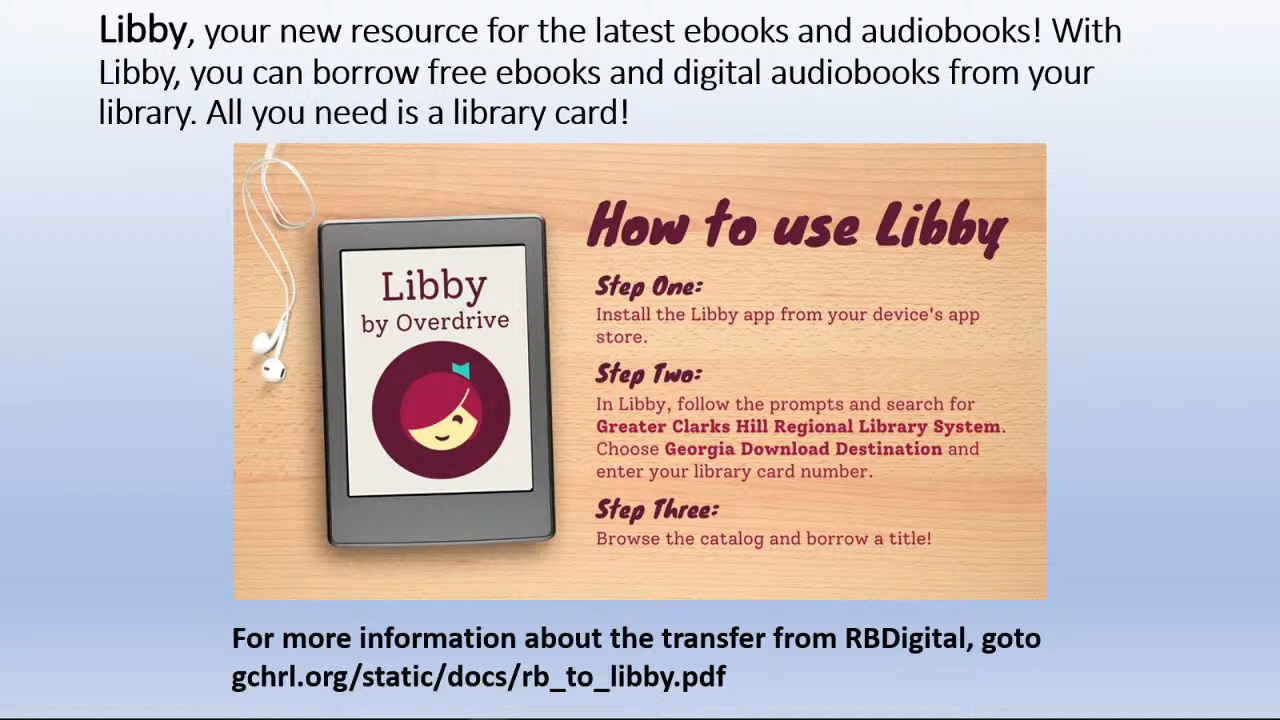 Libby, your new resource for the latest ebooks and audiobooks! With
Libby, you can borrow free ebooks and digital audiobooks from your
library. All you need is a library card!
Libby
by Overdrive
How to use Libby
Step One:
Install the Libby app from your device's app
store.
Step Two:
In Libby, follow the prompts and search for
Greater Clarks Hill Regional Library System.
Choose Georgia Download Destination and
enter your library card number.
Step Three:
Browse the catalog and borrow a title!
For more information about the transfer from RBDigital, goto
gchrl.org/static/docs/rb_to_libby.pdf